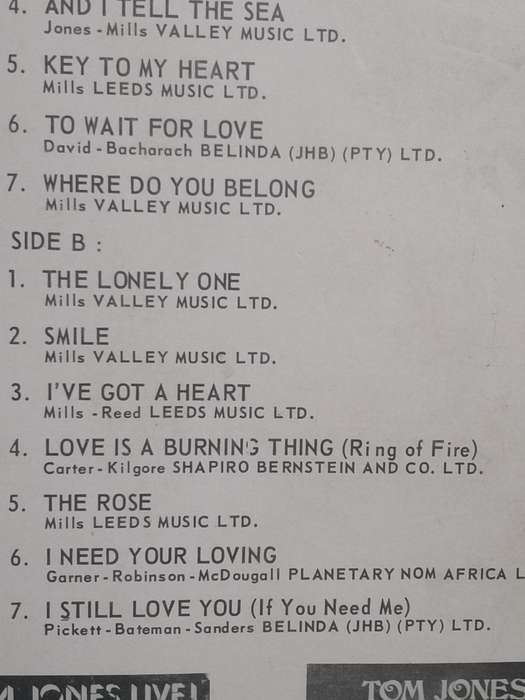 4. AND I TELL THE SEA
Jones - Mills VALLEY MUSIC LTD.
5. KEY TO MY HEART
Mills LEEDS MUSIC LTD.
6. TO WAIT FOR LOVE
David - Bacharach BELINDA (JHB) (PTY) LTD.
7. WHERE DO YOU BELONG
Mills VALLEY MUSIC LTD.
SIDE B :
1. THE LONELY ONE
Mills VALLEY MUSIC LTD.
2. SMILE
Mills VALLEY MUSIC LTD.
3. I'VE GOT A HEART
Mills - Reed LEEDS MUSIC LTD.
4. LOVE IS A BURNING THING (Ring of Fire)
Carter - Kilgore SHAPIRO BERNSTEIN AND CO. LTD.
5. THE ROSE
Mills LEEDS MUSIC LTD.
6. I NEED YOUR LOVING
Garner - Robinson - McDougall PLANETARY NOM AFRICA L
7. I STILL LOVE YOU (If You Need Me)
Pickett - Bateman - Sanders BELINDA (JHB) (PTY) LTD.
JONES LIVE!
TOM JONES